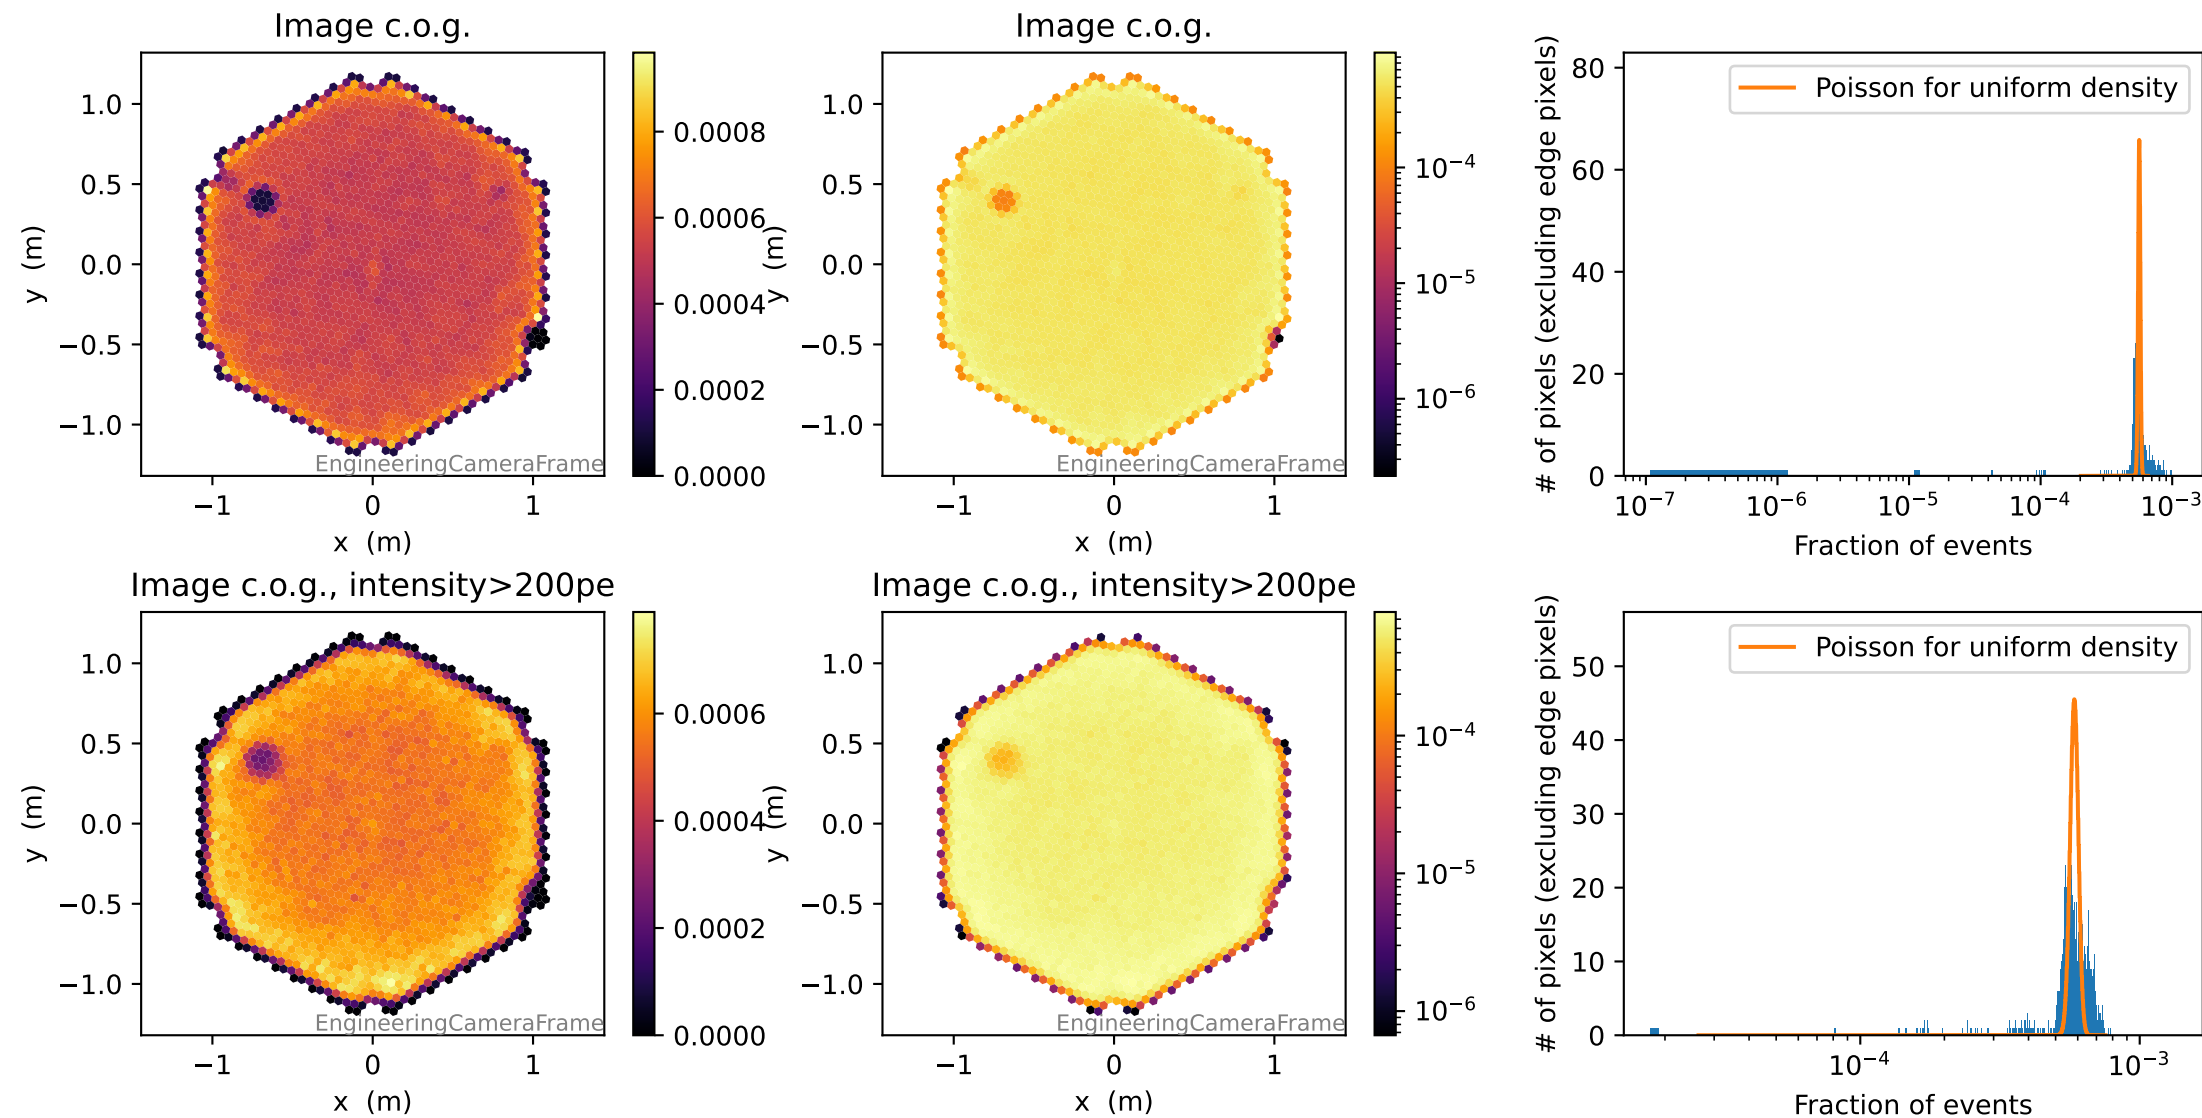 Image c.o.g.
1.0
0.5
0.0
−0.5
−1.0
y (m)
−1 0 1
x (m)
EngineeringCameraFrame
0.0008
0.0006
0.0004
0.0002
0.0000
Image c.o.g.
1.0
0.5
0.0
−0.5
−1.0
y (m)
−1 0 1
x (m)
EngineeringCameraFrame
10⁻⁴
10⁻⁵
10⁻⁶
# of pixels (excluding edge pixels)
80
60
40
20
0
Poisson for uniform density
10⁻⁷ 10⁻⁶ 10⁻⁵ 10⁻⁴ 10⁻³
Fraction of events
Image c.o.g., intensity>200pe
1.0
0.5
0.0
−0.5
−1.0
y (m)
−1 0 1
x (m)
EngineeringCameraFrame
0.0006
0.0004
0.0002
0.0000
Image c.o.g., intensity>200pe
1.0
0.5
0.0
−0.5
−1.0
y (m)
−1 0 1
x (m)
EngineeringCameraFrame
10⁻⁴
10⁻⁵
10⁻⁶
# of pixels (excluding edge pixels)
50
40
30
20
10
0
Poisson for uniform density
10⁻⁴ 10⁻³
Fraction of events